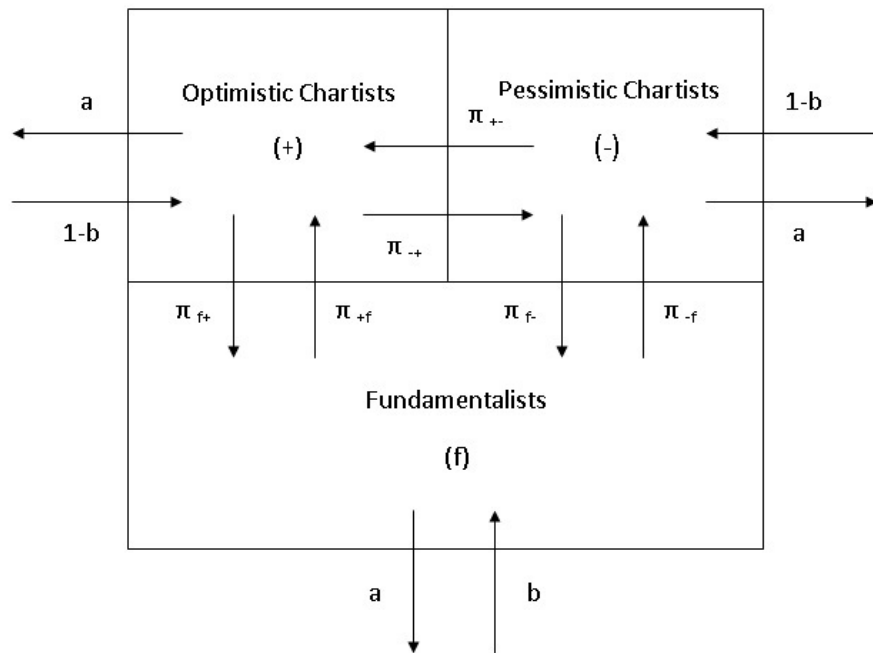 Optimistic Chartists
(+)
Pessimistic Chartists
(-)
a
1-b
π +-
π -+
1-b
a
π f+
π +f
π f-
π -f
Fundamentalists
(f)
a
b